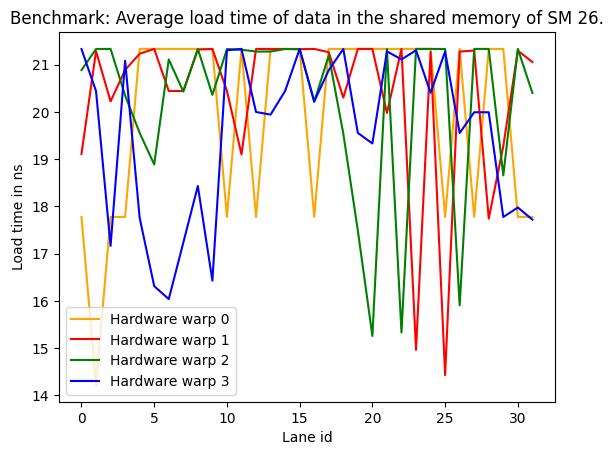 Benchmark: Average load time of data in the shared memory of SM 26.
Load time in ns
21
20
19
18
17
16
15
14
Hardware warp 0
Hardware warp 1
Hardware warp 2
Hardware warp 3
0 5 10 15 20 25 30
Lane id